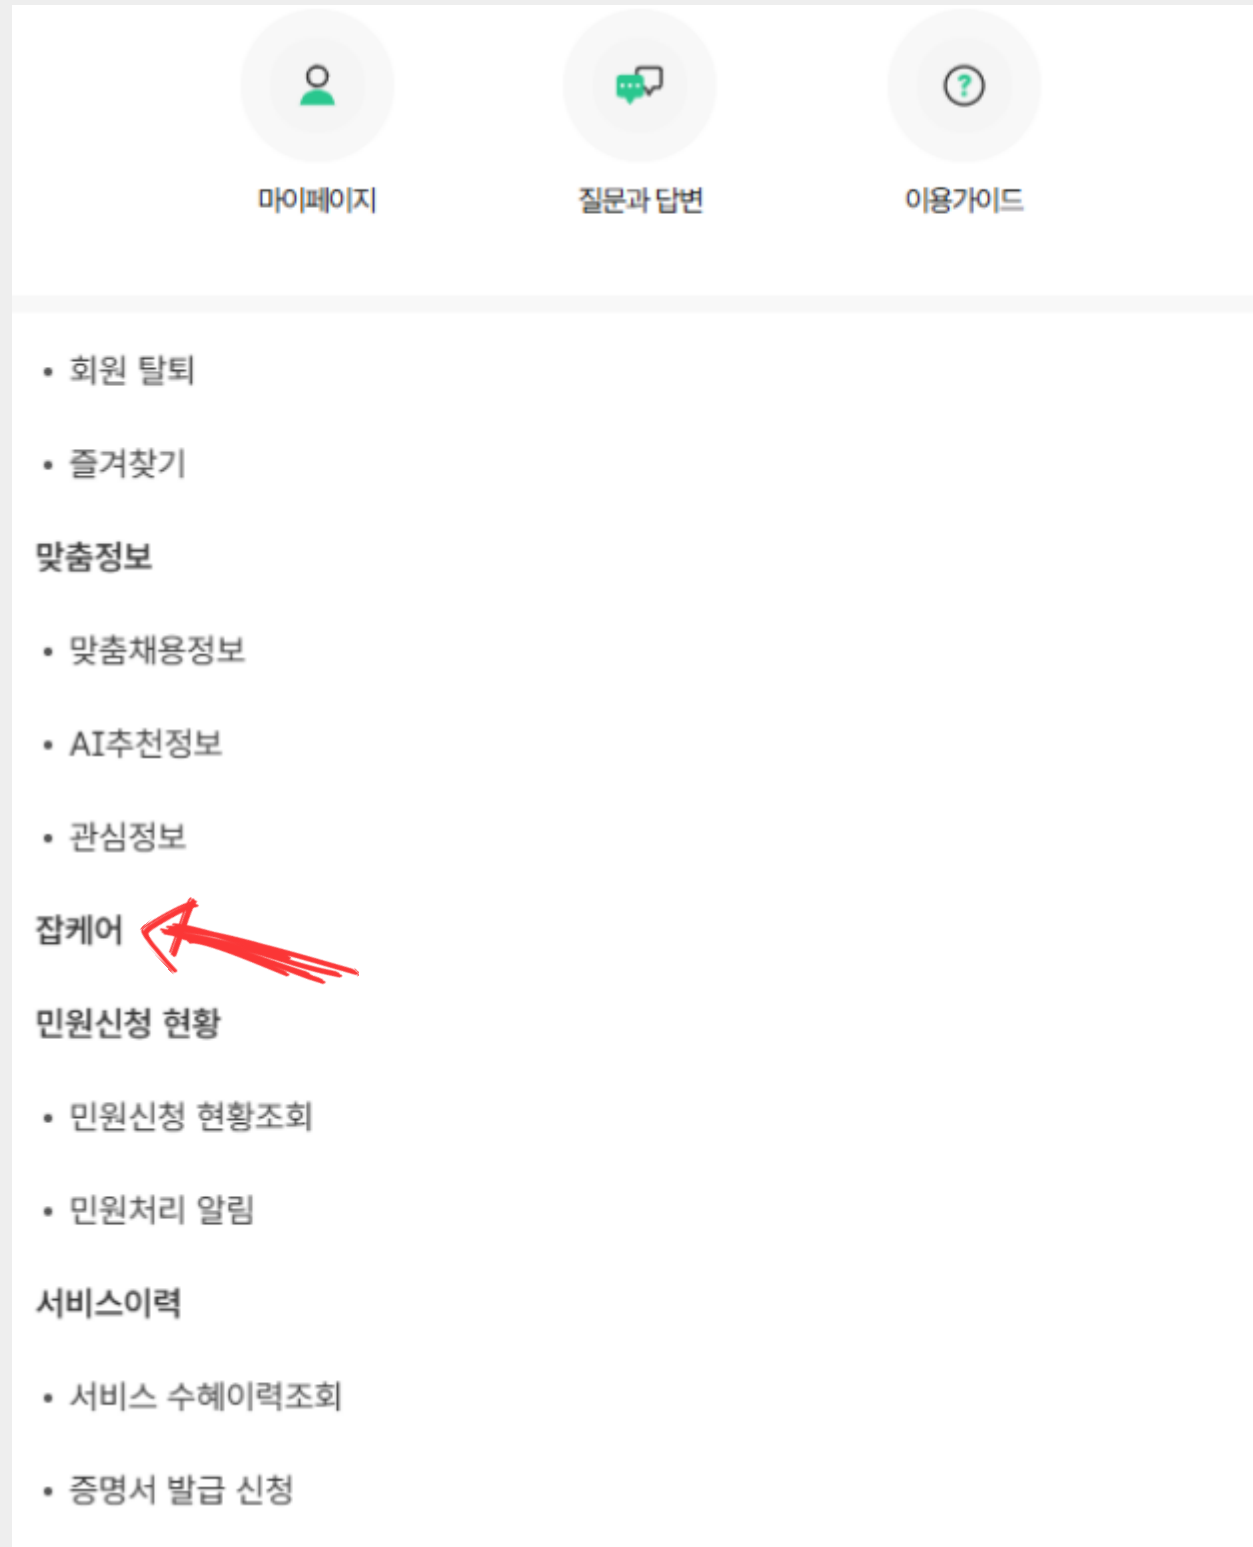 마이페이지
질문과 답변
이용가이드
• 회원 탈퇴
• 즐겨찾기
맞춤정보
• 맞춤채용정보
• AI추천정보
• 관심정보
잡케어
민원신청 현황
• 민원신청 현황조회
• 민원처리 알림
서비스이력
• 서비스 수혜이력조회
• 증명서 발급 신청